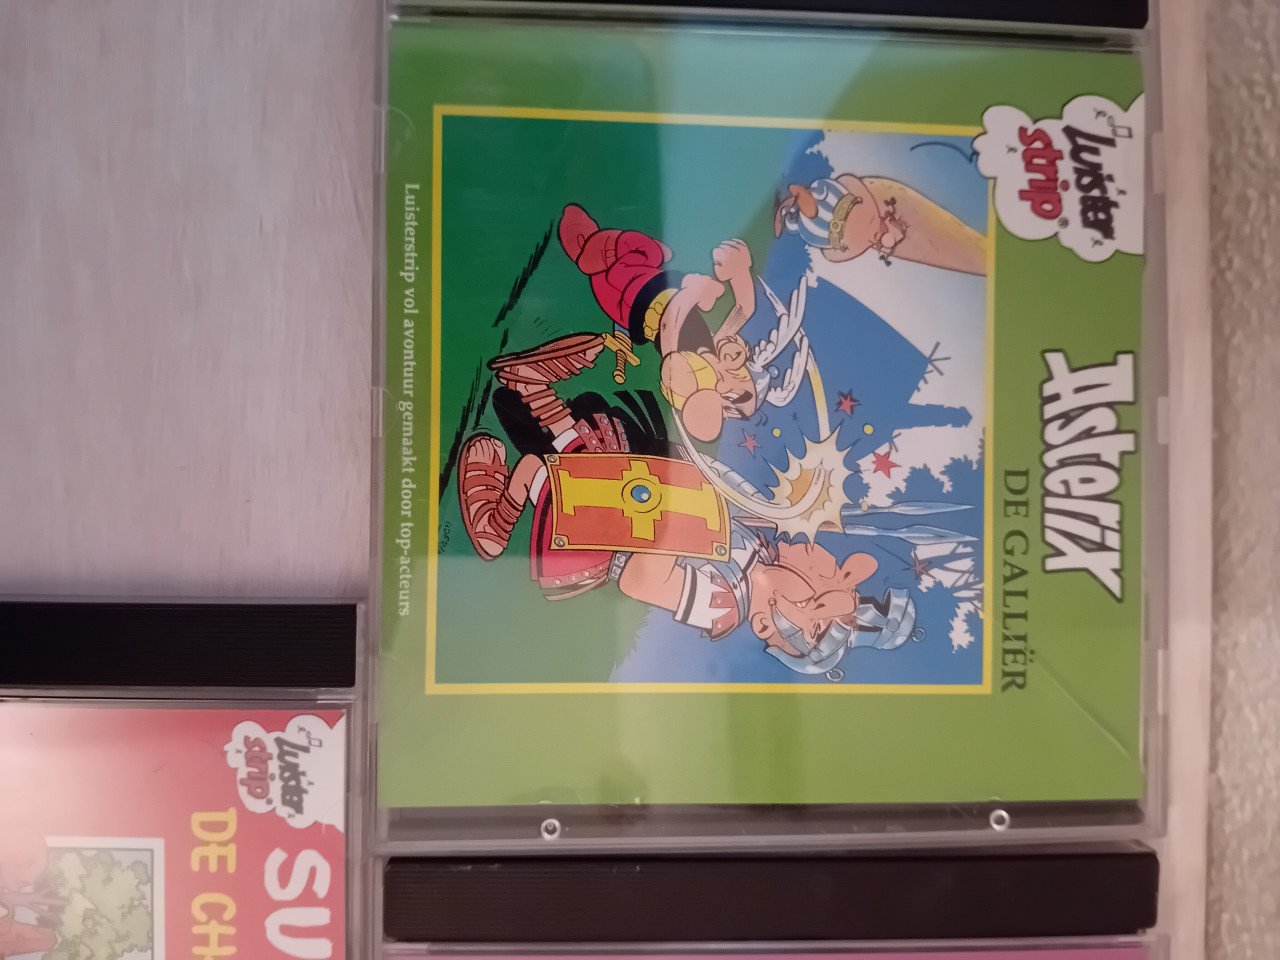 Luister
strip®
Asterix
DE GALLIËR
Luisterstrip vol avontuur gemaakt door top-acteurs
Luister
strip®
SU
DE CH